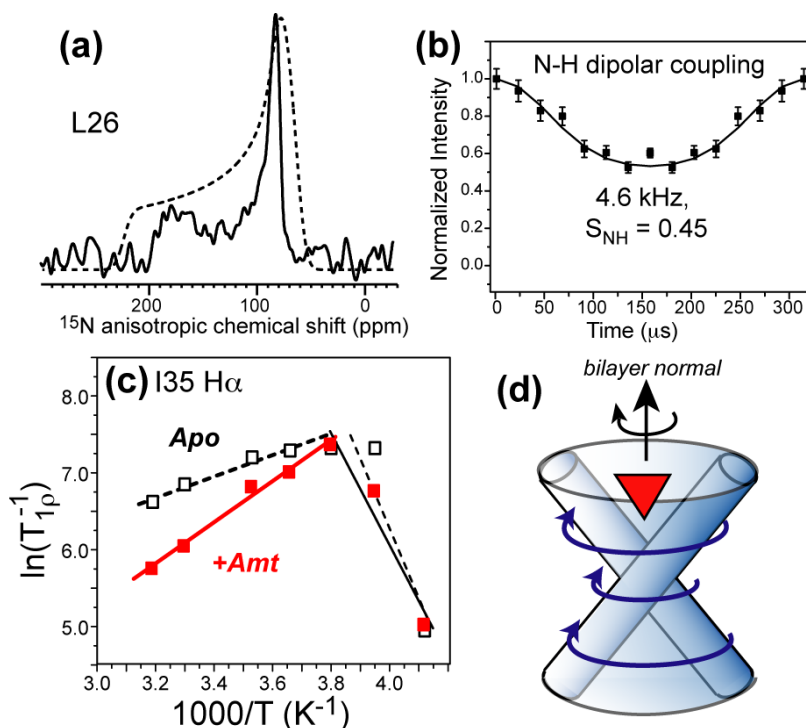 (a)
L26
200 100 0
¹⁵N anisotropic chemical shift (ppm)
(b)
N-H dipolar coupling
Normalized Intensity
1.0
0.8
0.6
0.4
0.2
0.0
4.6 kHz,
S_NH = 0.45
0 50 100 150 200 250 300
Time (μs)
(c) I35 Hα
Apo
+Amt
ln(T₁ρ⁻¹)
8.0
7.0
6.0
5.0
3.0 3.2 3.4 3.6 3.8 4.0
1000/T (K⁻¹)
(d)
bilayer normal